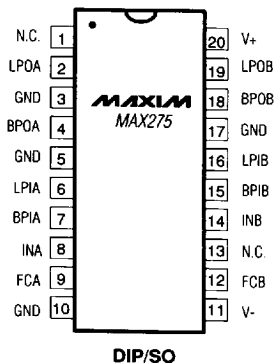 N.C. 1 20 V+
LPOA 2 19 LPOB
GND 3 MAXIM 18 BPOB
BPOA 4 MAX275 17 GND
GND 5 16 LPIB
LPIA 6 15 BPIB
BPIA 7 14 INB
INA 8 13 N.C.
FCA 9 12 FCB
GND 10 11 V-
DIP/SO